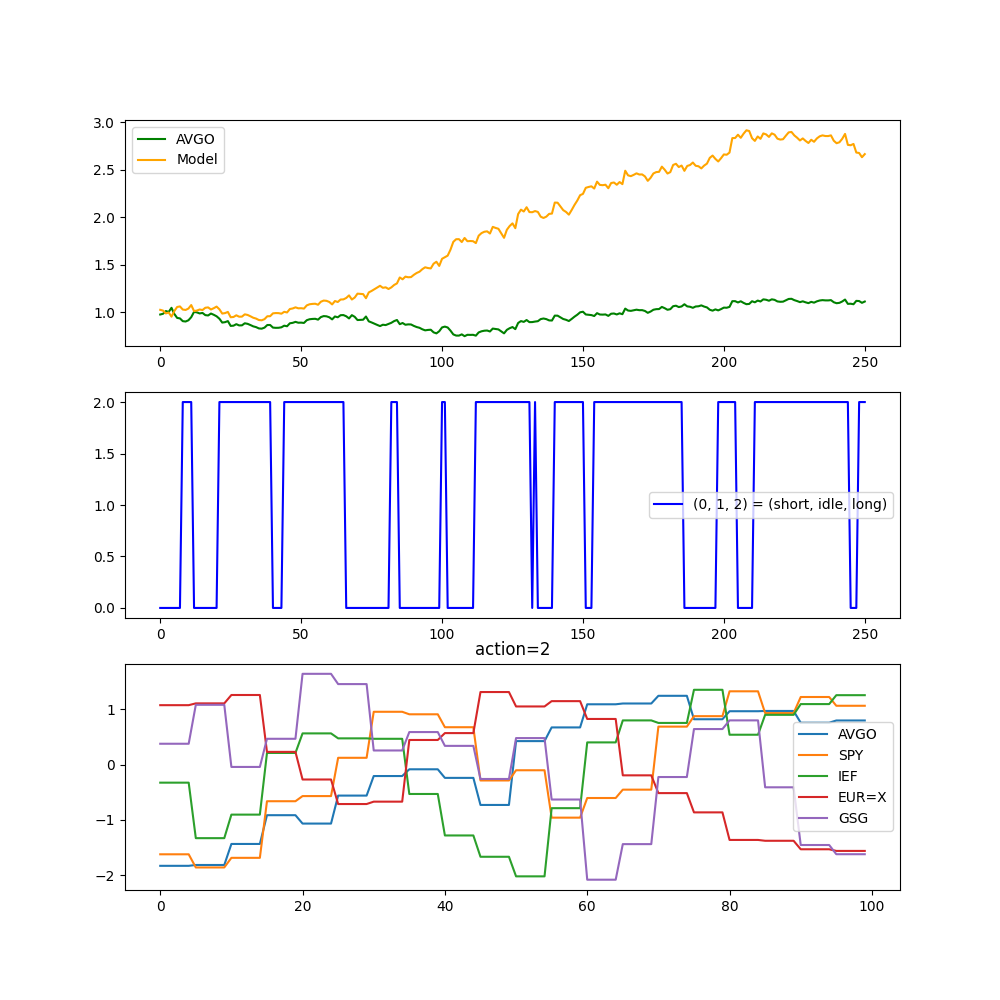 3.0
2.5
2.0
1.5
1.0
AVGO
Model
0 50 100 150 200 250
2.0
1.5
1.0
0.5
0.0
(0, 1, 2) = (short, idle, long)
0 50 100 150 200 250
action=2
1
0
−1
−2
AVGO
SPY
IEF
EUR=X
GSG
0 20 40 60 80 100